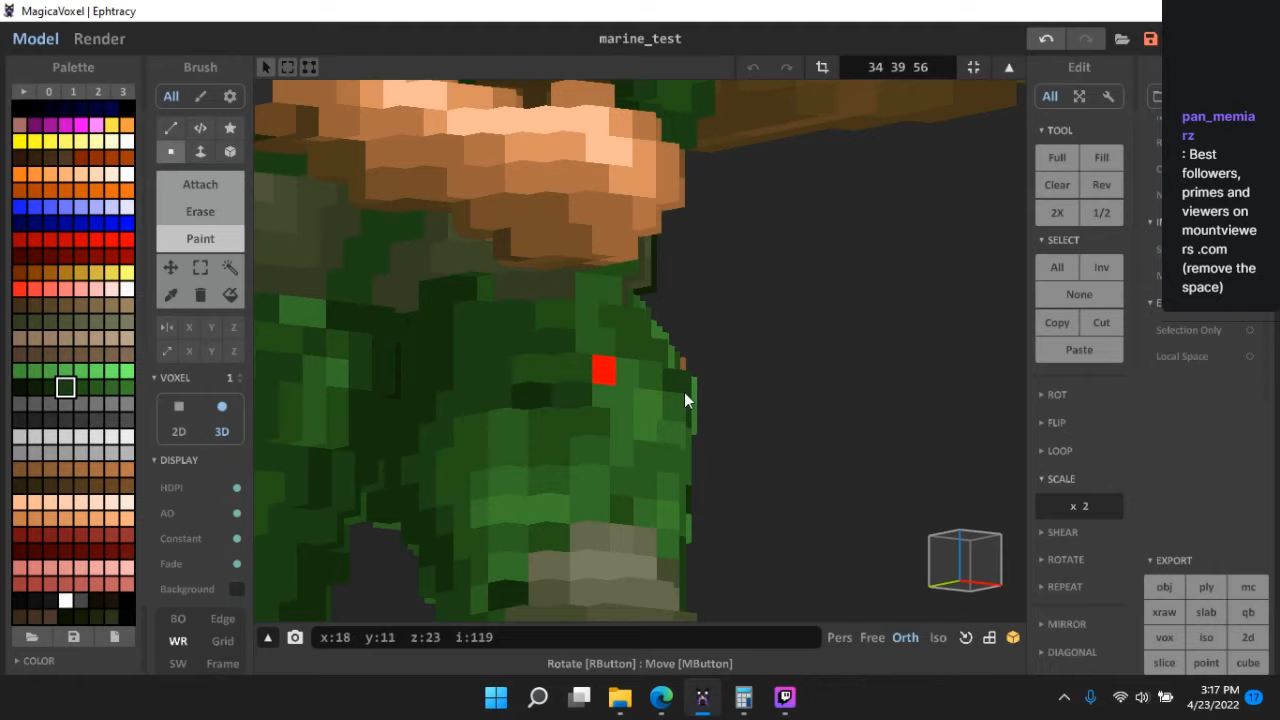 MagicaVoxel | Ephtracy
Model Render
marine_test
Palette
0 1 2 3
COLOR
Brush
All
Attach
Erase
Paint
X Y Z
X Y Z
VOXEL 1
2D 3D
DISPLAY
HDPI
AO
Constant
Fade
Background
BO Edge
WR Grid
SW Frame
34 39 56
x:18 y:11 z:23 i:119
Pers Free Orth Iso
Rotate [RButton] : Move [MButton]
Edit
All
TOOL
Full Fill
Clear Rev
2X 1/2
SELECT
All Inv
None
Copy Cut
Paste
ROT
FLIP
LOOP
SCALE
x 2
SHEAR
ROTATE
REPEAT
MIRROR
DIAGONAL
pan_memia
rz
: Best
followers,
primes and
viewers on
mountviewe
rs .com
(remove the
space)
Selection Only
Local Space
EXPORT
obj ply mc
xraw slab qb
vox iso 2d
slice point cube
3:17 PM
4/23/2022
17